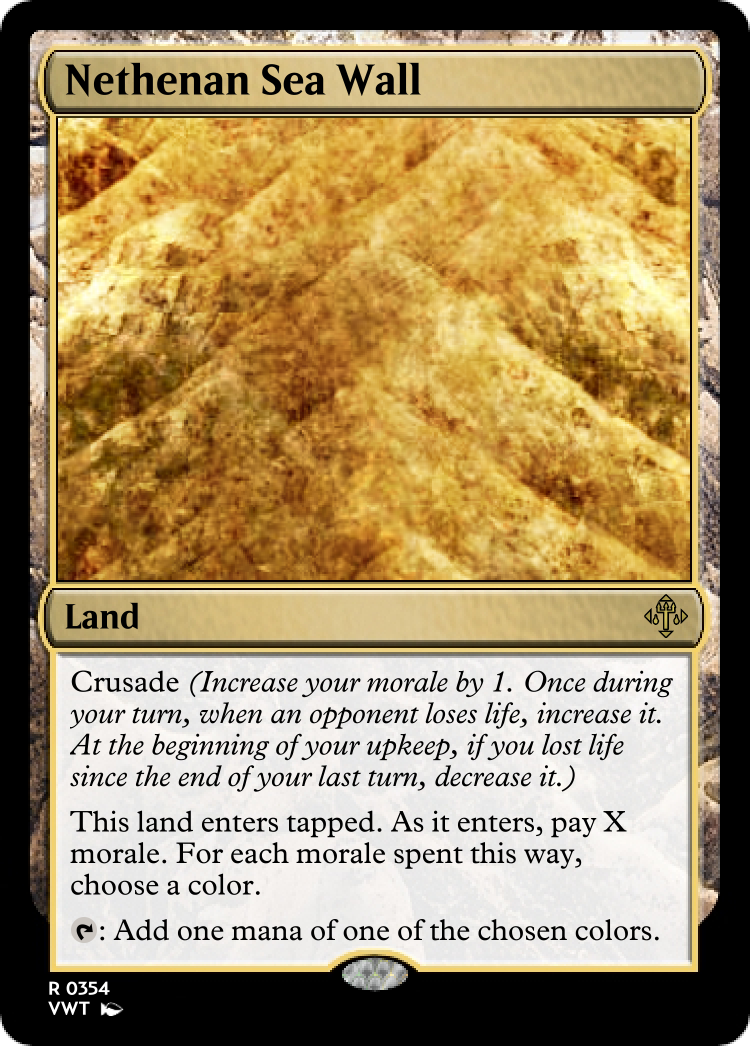 Nethenan Sea Wall
Land
Crusade (Increase your morale by 1. Once during
your turn, when an opponent loses life, increase it.
At the beginning of your upkeep, if you lost life
since the end of your last turn, decrease it.)
This land enters tapped. As it enters, pay X
morale. For each morale spent this way,
choose a color.
: Add one mana of one of the chosen colors.
R 0354
VWT